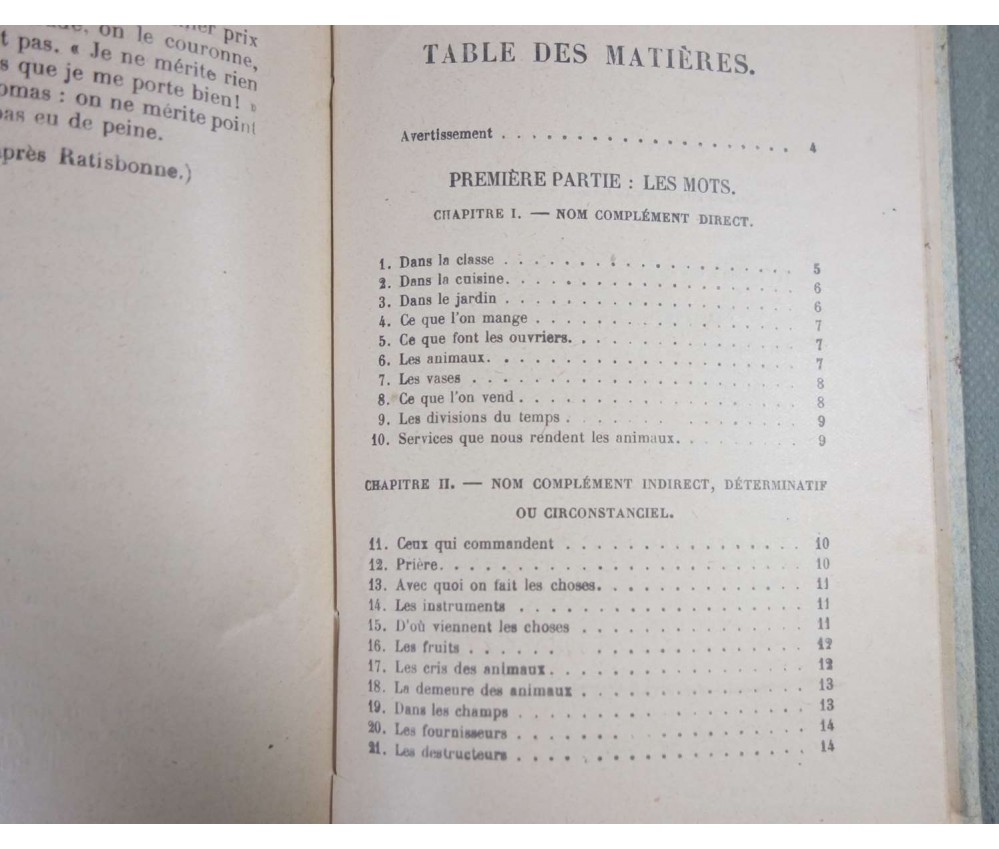 prix
on le couronne,
t pas. « Je ne mérite rien
s que je me porte bien! »
omas : on ne mérite point
pas eu de peine.
après Ratisbonne.)
TABLE DES MATIÈRES.
Avertissement . . . . . . . . . . . . . . . . . . . . 4
PREMIÈRE PARTIE : LES MOTS.
CHAPITRE I. — NOM COMPLÉMENT DIRECT.
1. Dans la classe . . . . . . . . . . . . . . . . . . . . 5
2. Dans la cuisine. . . . . . . . . . . . . . . . . . . . 6
3. Dans le jardin . . . . . . . . . . . . . . . . . . . . 6
4. Ce que l'on mange . . . . . . . . . . . . . . . . . . 7
5. Ce que font les ouvriers. . . . . . . . . . . . . . . 7
6. Les animaux. . . . . . . . . . . . . . . . . . . . . 7
7. Les vases . . . . . . . . . . . . . . . . . . . . . . 8
8. Ce que l'on vend . . . . . . . . . . . . . . . . . . . 8
9. Les divisions du temps . . . . . . . . . . . . . . . . 9
10. Services que nous rendent les animaux. . . . . . . . . 9
CHAPITRE II. — NOM COMPLÉMENT INDIRECT, DÉTERMINATIF
OU CIRCONSTANCIEL.
11. Ceux qui commandent . . . . . . . . . . . . . . . . 10
12. Prière. . . . . . . . . . . . . . . . . . . . . . . . 10
13. Avec quoi on fait les choses. . . . . . . . . . . . . 11
14. Les instruments . . . . . . . . . . . . . . . . . . . 11
15. D'où viennent les choses . . . . . . . . . . . . . . . 11
16. Les fruits . . . . . . . . . . . . . . . . . . . . . . 12
17. Les cris des animaux. . . . . . . . . . . . . . . . . 12
18. La demeure des animaux . . . . . . . . . . . . . . . 13
19. Dans les champs . . . . . . . . . . . . . . . . . . . 13
20. Les fournisseurs . . . . . . . . . . . . . . . . . . . 14
21. Les destructeurs . . . . . . . . . . . . . . . . . . . 14